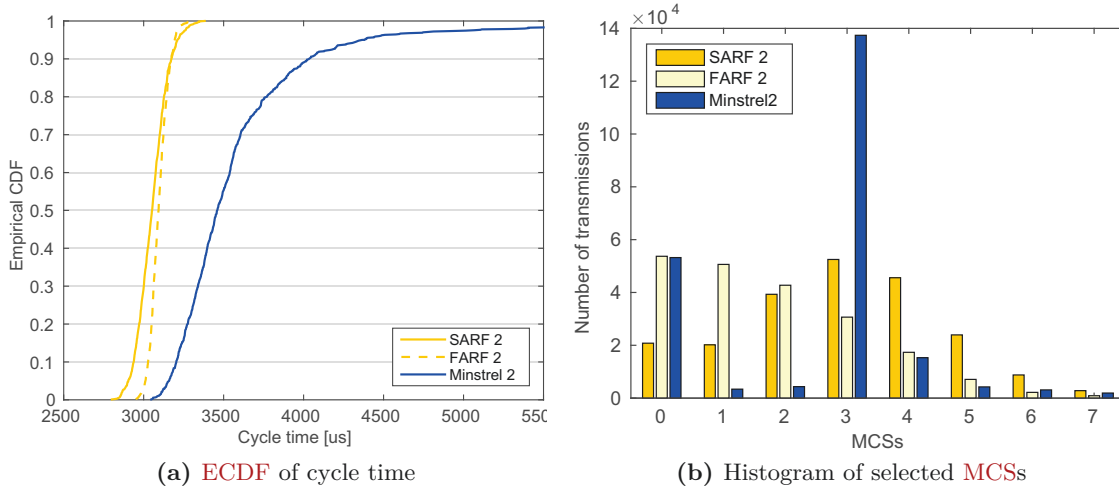 1
0.9
0.8
0.7
0.6
0.5
0.4
0.3
0.2
0.1
0
Empirical CDF
SARF 2
FARF 2
Minstrel 2
2500 3000 3500 4000 4500 5000 550
Cycle time [us]
(a) ECDF of cycle time
×10 4
14
12
10
8
6
4
2
0
Number of transmissions
SARF 2
FARF 2
Minstrel2
0 1 2 3 4 5 6 7
MCSs
(b) Histogram of selected MCSs